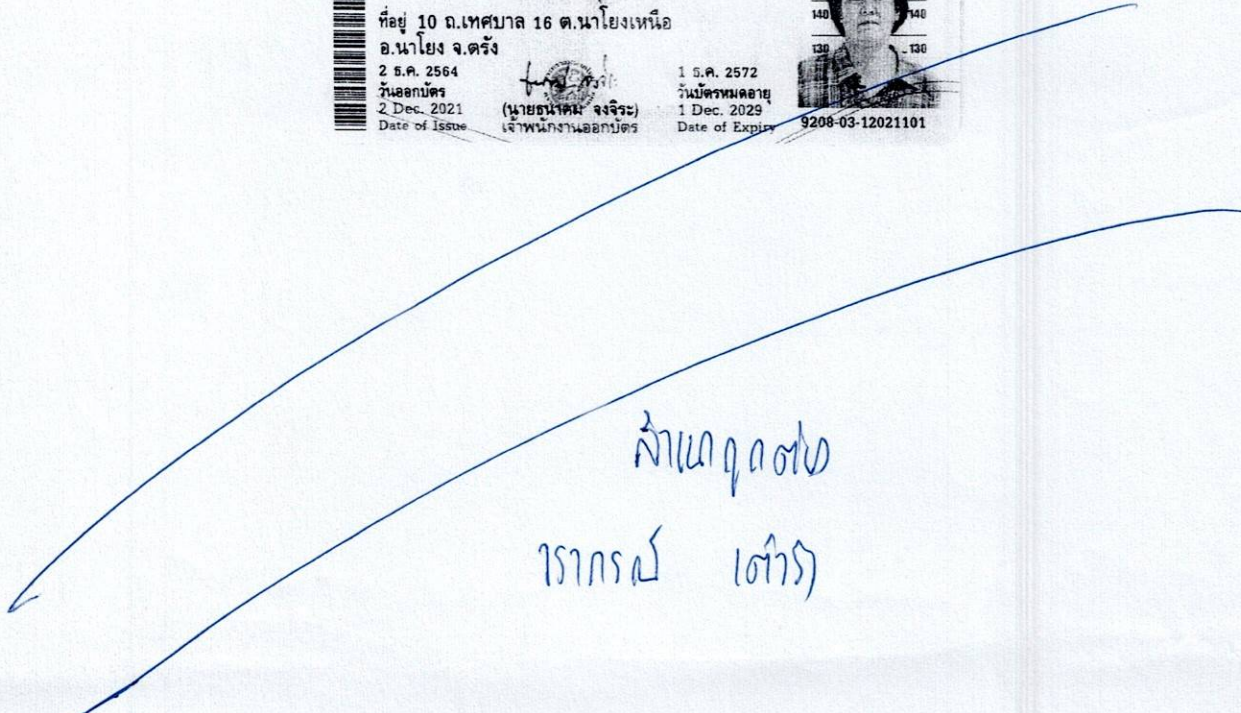 ที่อยู่ 10 ถ.เทศบาล 16 ต.นาโยงเหนือ
อ.นาโยง จ.ตรัง
2 ธ.ค. 2564
วันออกบัตร
2 Dec. 2021
Date of Issue
(นายธนาคม จงจิระ)
เจ้าพนักงานออกบัตร
1 ธ.ค. 2572
วันบัตรหมดอายุ
1 Dec. 2029
Date of Expiry
140 140
130 130
9208-03-12021101
สำเนาถูกต้อง